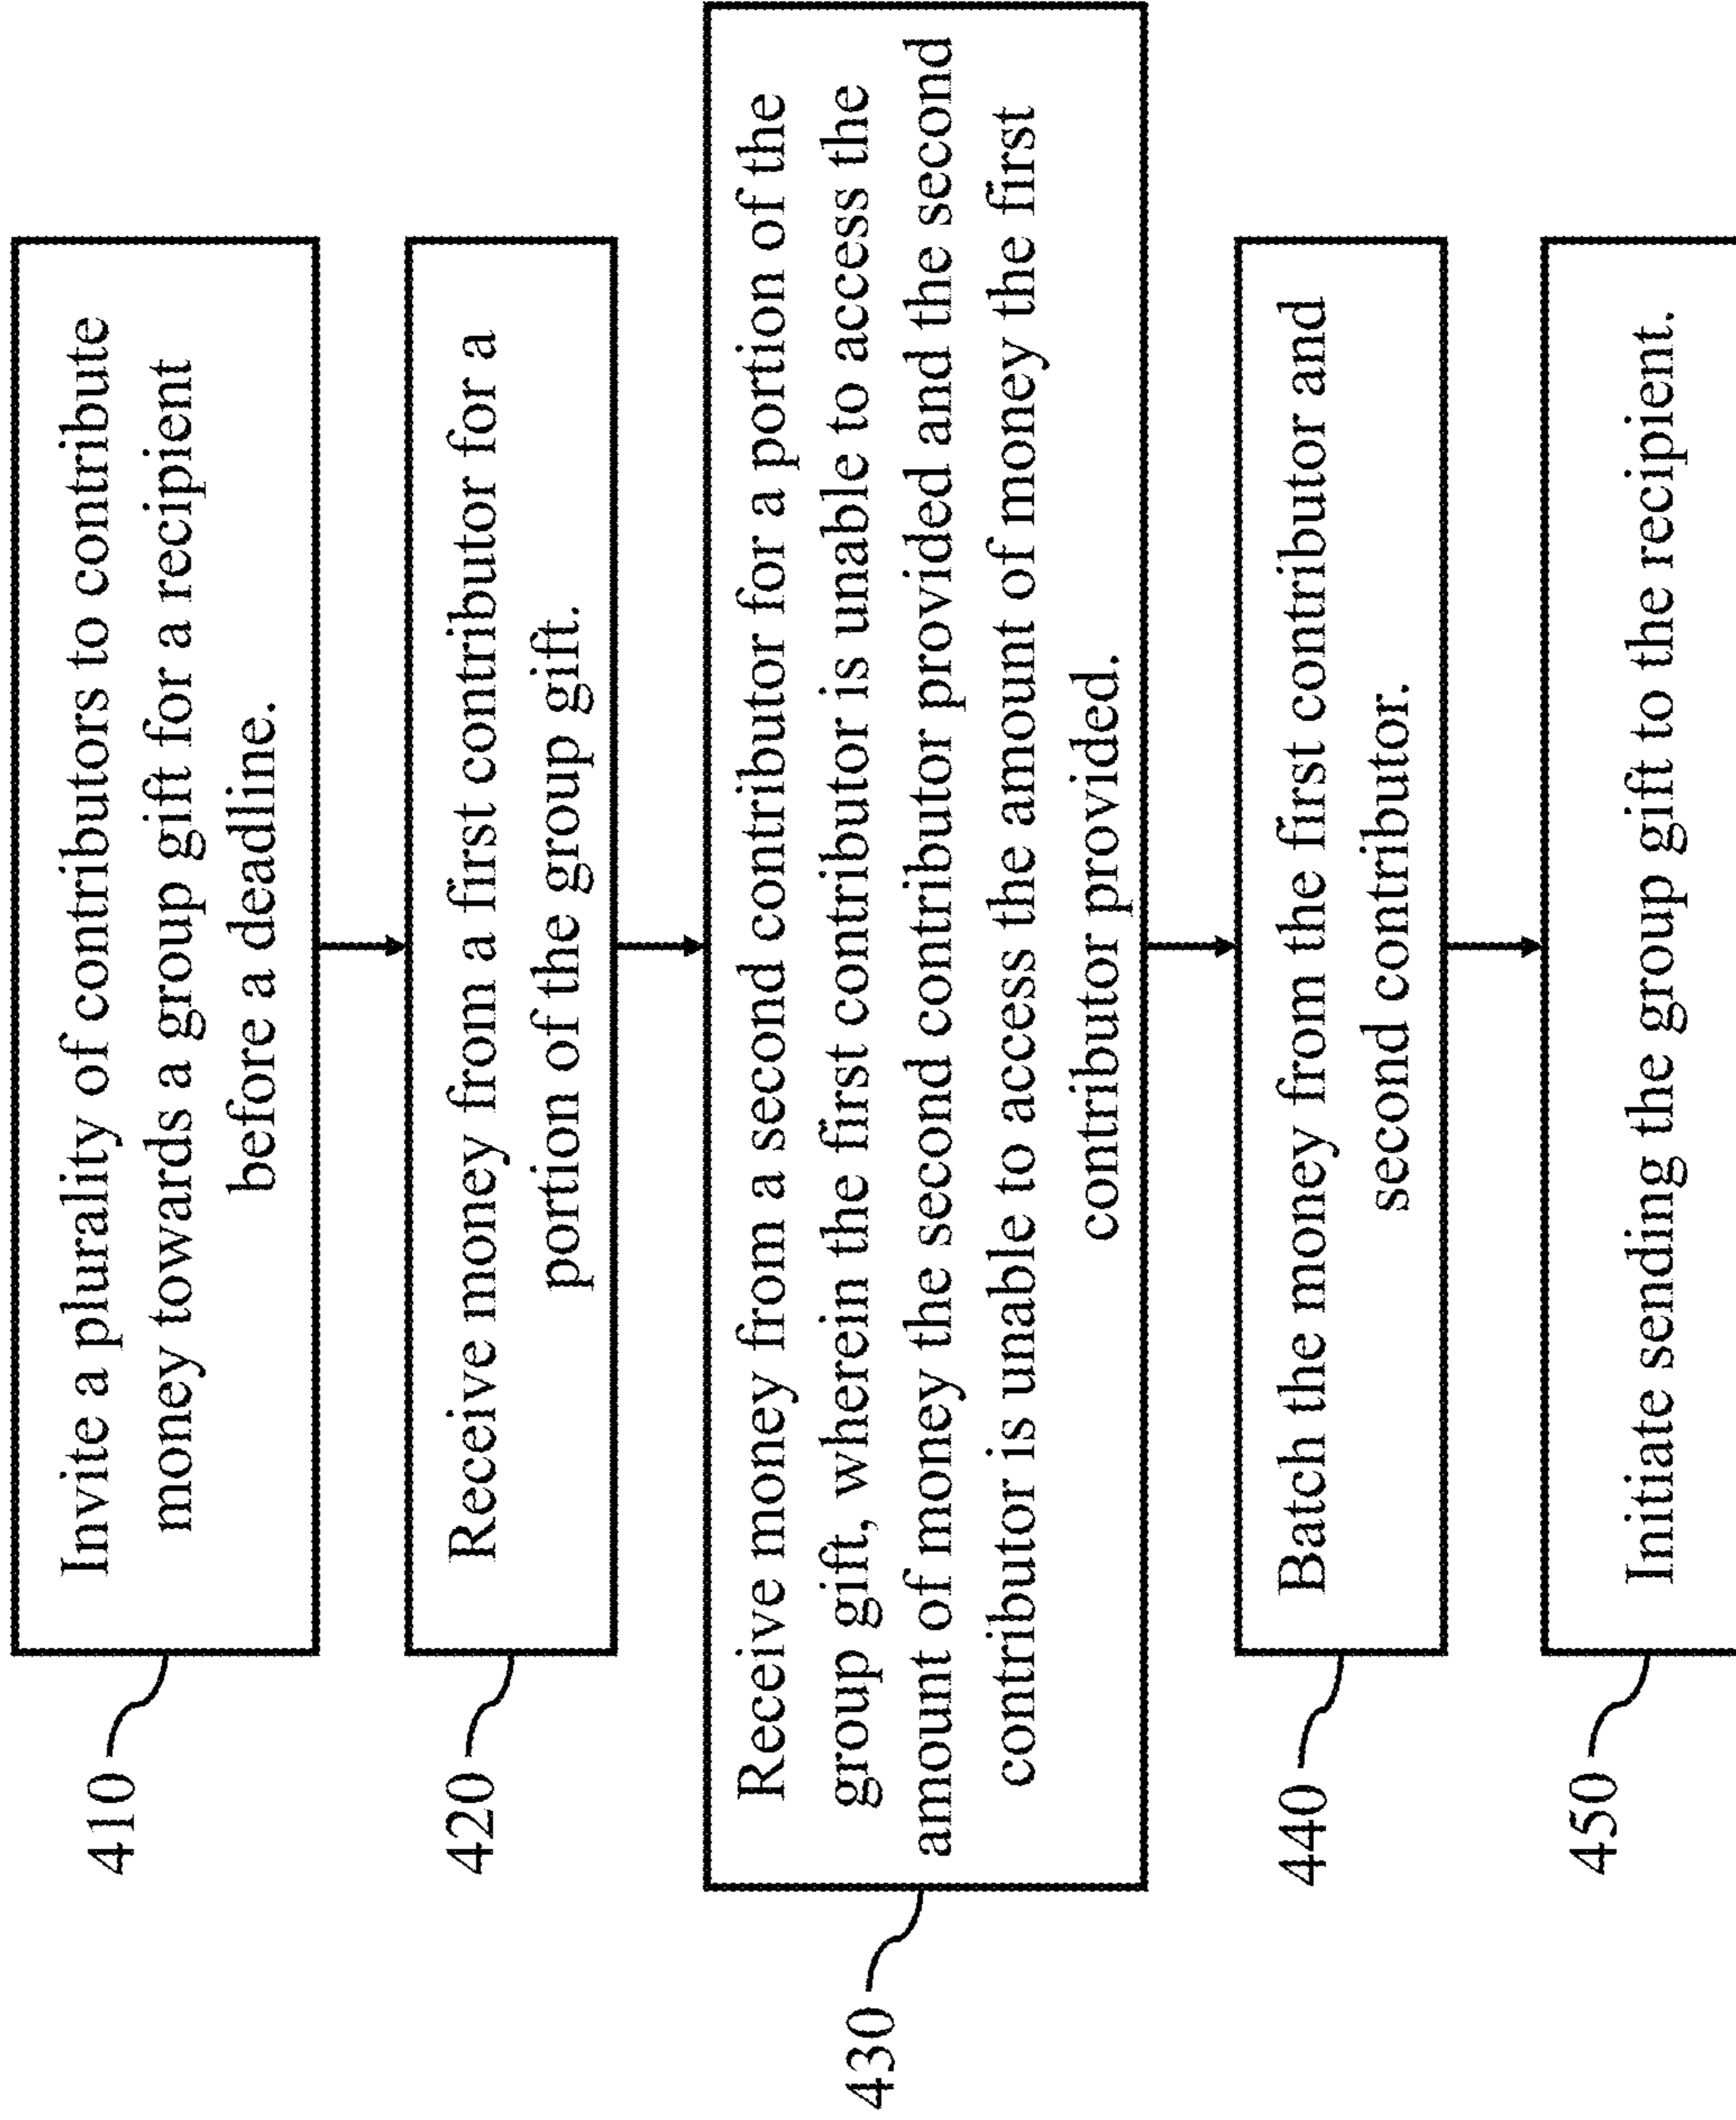 410
Invite a plurality of contributors to contribute
money towards a group gift for a recipient
before a deadline.
420
Receive money from a first contributor for a
portion of the group gift.
430
Receive money from a second contributor for a portion of the
group gift, wherein the first contributor is unable to access the
amount of money the second contributor provided and the second
contributor is unable to access the amount of money the first
contributor provided.
440
Batch the money from the first contributor and
second contributor.
450
Initiate sending the group gift to the recipient.